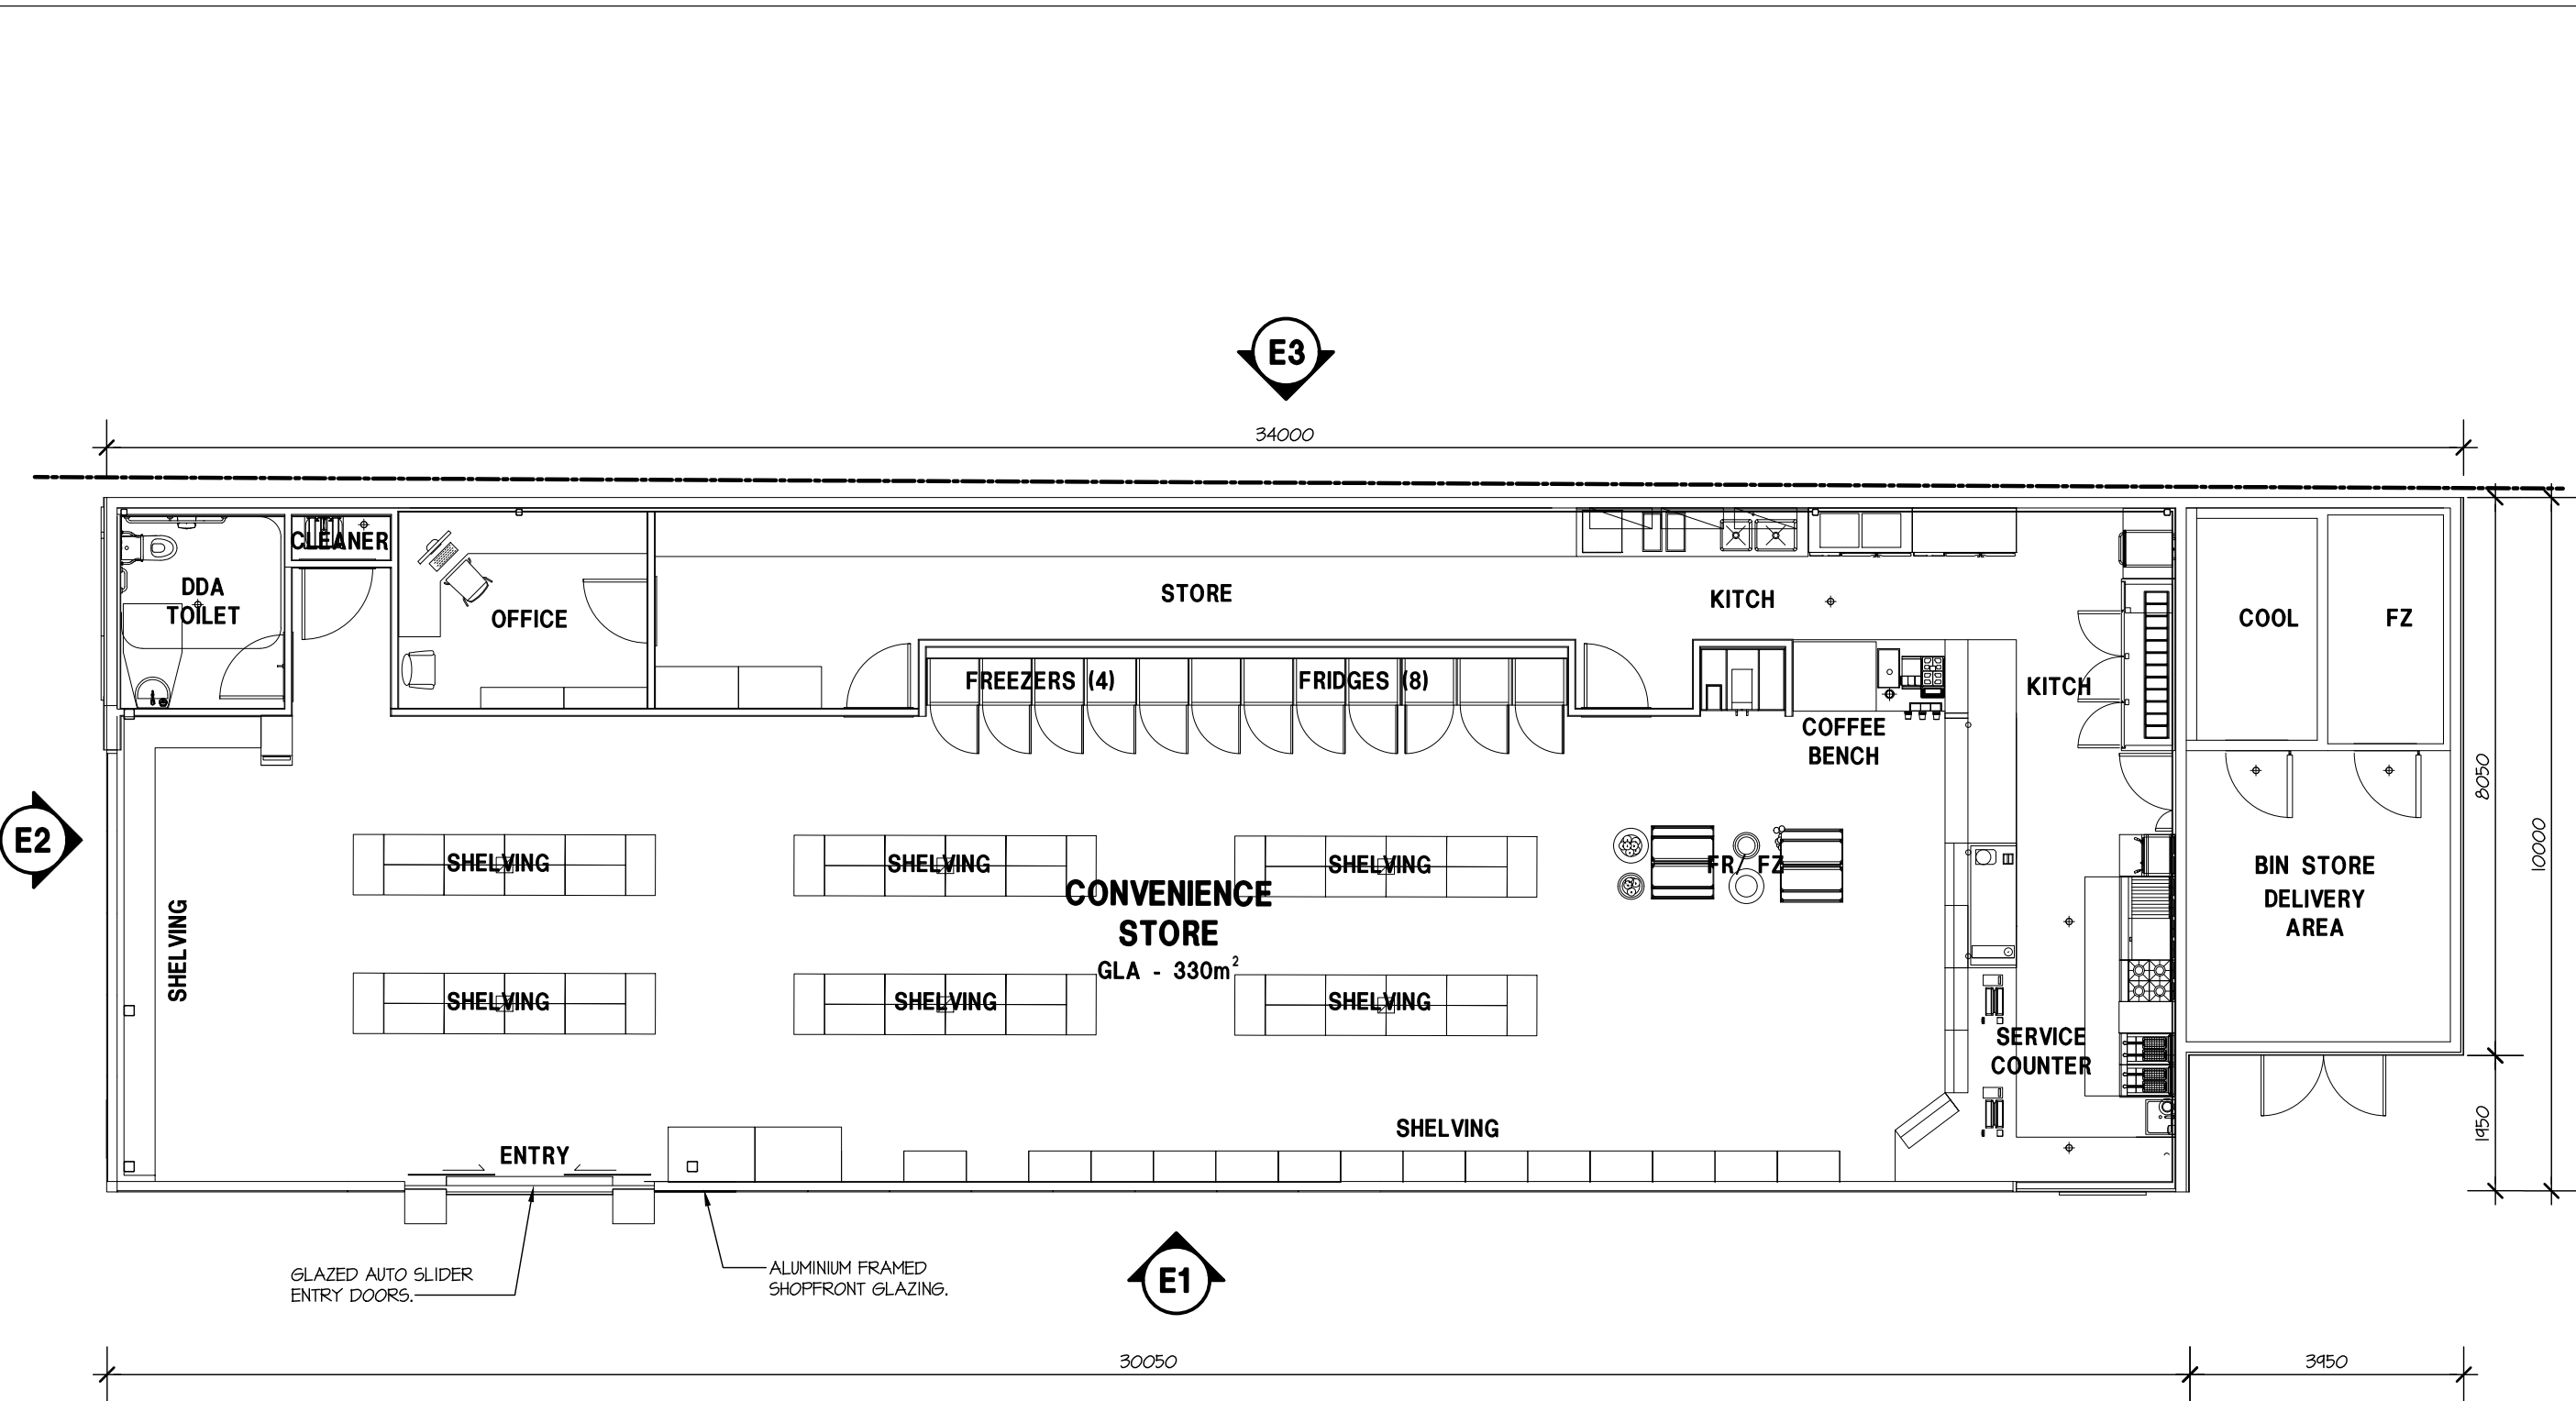 E3
34000
CLEANER
DDA
TOILET
OFFICE
STORE
KITCH
COOL
FZ
FREEZERS (4)
FRIDGES (8)
KITCH
COFFEE
BENCH
8050
10000
E2
SHELVING
SHELVING
SHELVING
FR/ FZ
BIN STORE
DELIVERY
AREA
CONVENIENCE
STORE
GLA - 330m²
SHELVING
SHELVING
SHELVING
SHELVING
SERVICE
COUNTER
1950
SHELVING
ENTRY
GLAZED AUTO SLIDER
ENTRY DOORS.
ALUMINIUM FRAMED
SHOPFRONT GLAZING.
E1
30050
3950